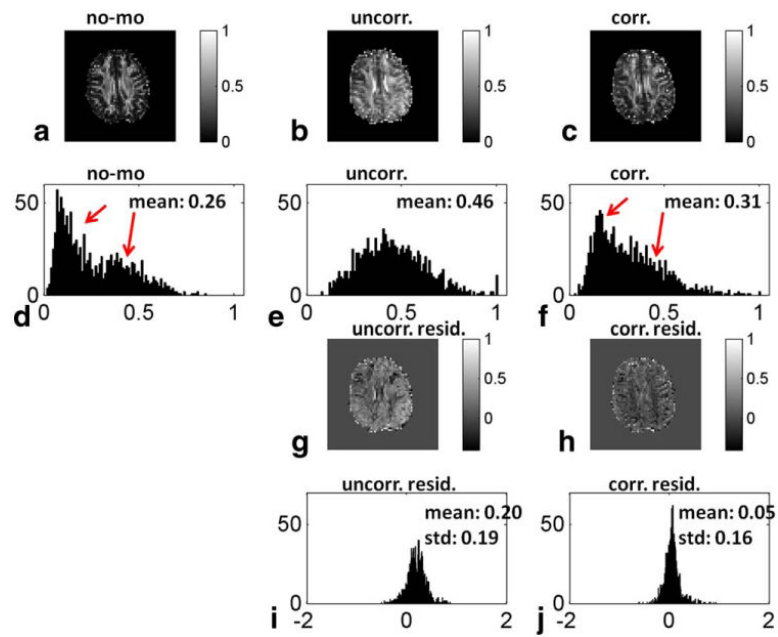 no-mo
1
0.5
0
a
uncorr.
1
0.5
0
b
corr.
1
0.5
0
c
no-mo
mean: 0.26
50
0
0
0.5
1
d
uncorr.
mean: 0.46
50
0
0
0.5
1
e
corr.
mean: 0.31
50
0
0
0.5
1
f
uncorr. resid.
1
0.5
0
g
corr. resid.
1
0.5
0
h
uncorr. resid.
mean: 0.20
std: 0.19
50
0
-2
0
2
i
corr. resid.
mean: 0.05
std: 0.16
50
0
-2
0
2
j